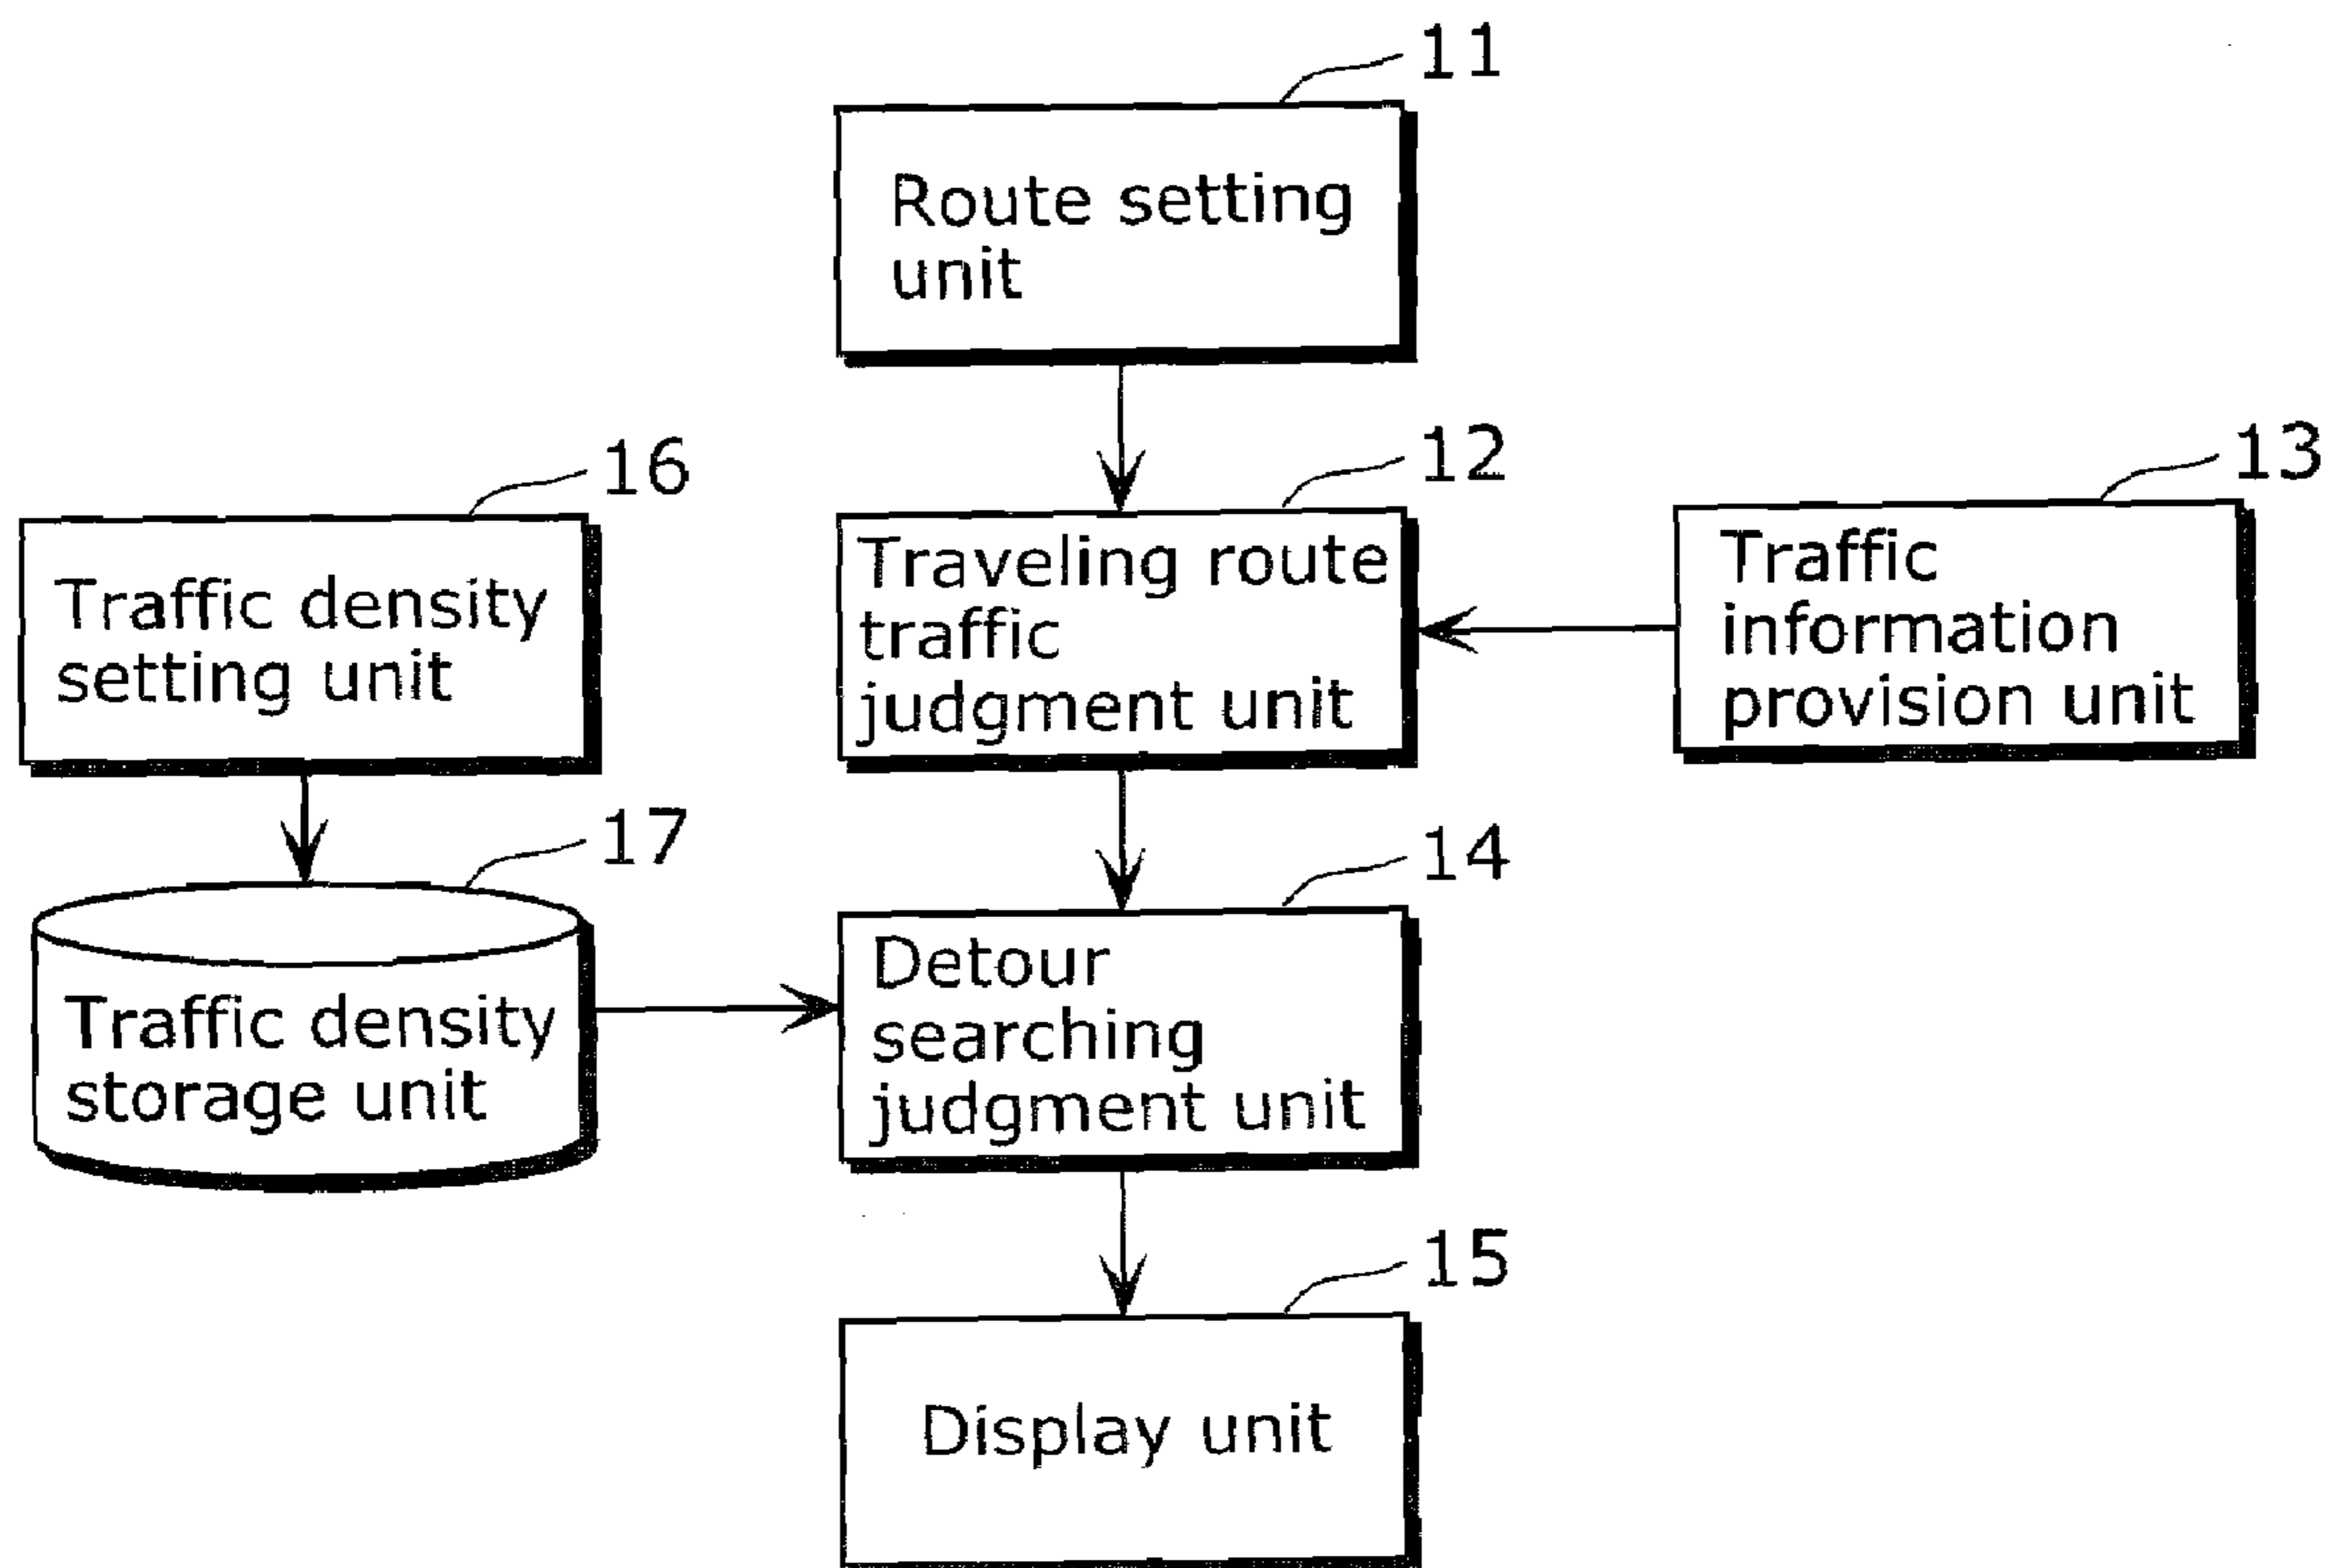 11
Route setting
unit
16
12
13
Traffic density
setting unit
Traveling route
traffic
judgment unit
Traffic
information
provision unit
17
14
Traffic density
storage unit
Detour
searching
judgment unit
15
Display unit